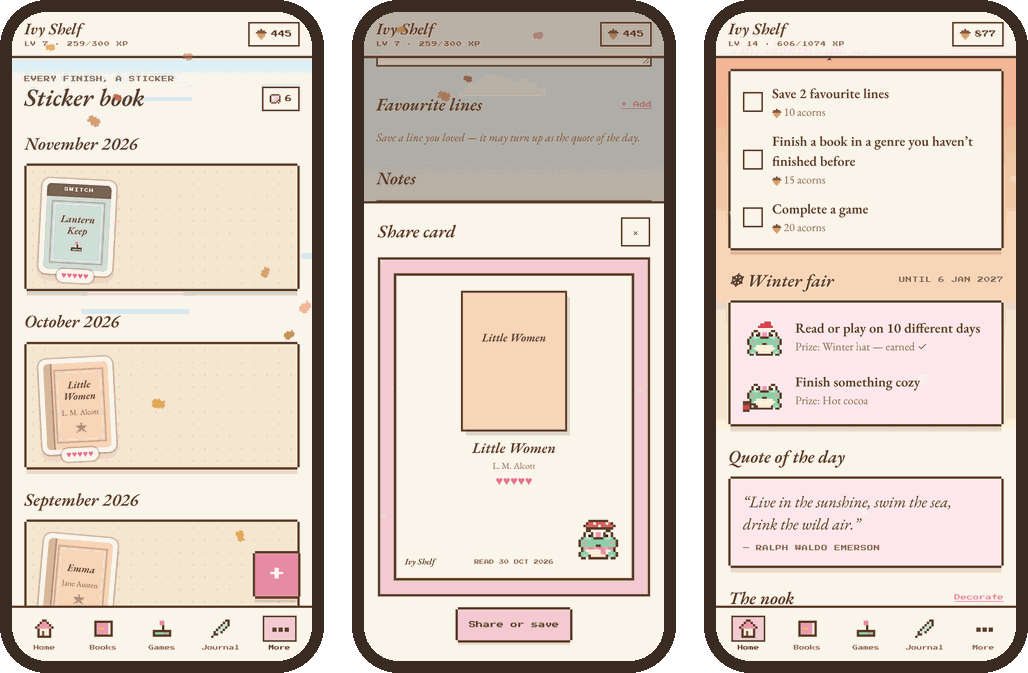 Ivy Shelf
LV 7 · 259/300 XP
445
EVERY FINISH, A STICKER
Sticker book
6
November 2026
SWITCH
Lantern
Keep
♥♥♥♥♥
October 2026
Little
Women
L. M. Alcott
♥♥♥♥♥
September 2026
Emma
Jane Austen
+
Home
Books
Games
Journal
More
Ivy Shelf
LV 7 · 259/300 XP
445
Favourite lines
+ Add
Save a line you loved — it may turn up as the quote of the day.
Notes
Share card
×
Little Women
Little Women
L. M. Alcott
♥♥♥♥♥
Ivy Shelf
READ 30 OCT 2026
Share or save
Ivy Shelf
LV 14 · 606/1074 XP
877
Save 2 favourite lines
10 acorns
Finish a book in a genre you haven’t
finished before
15 acorns
Complete a game
20 acorns
❄ Winter fair
UNTIL 6 JAN 2027
Read or play on 10 different days
Prize: Winter hat — earned ✓
Finish something cozy
Prize: Hot cocoa
Quote of the day
“Live in the sunshine, swim the sea,
drink the wild air.”
— RALPH WALDO EMERSON
The nook
Decorate
Home
Books
Games
Journal
More